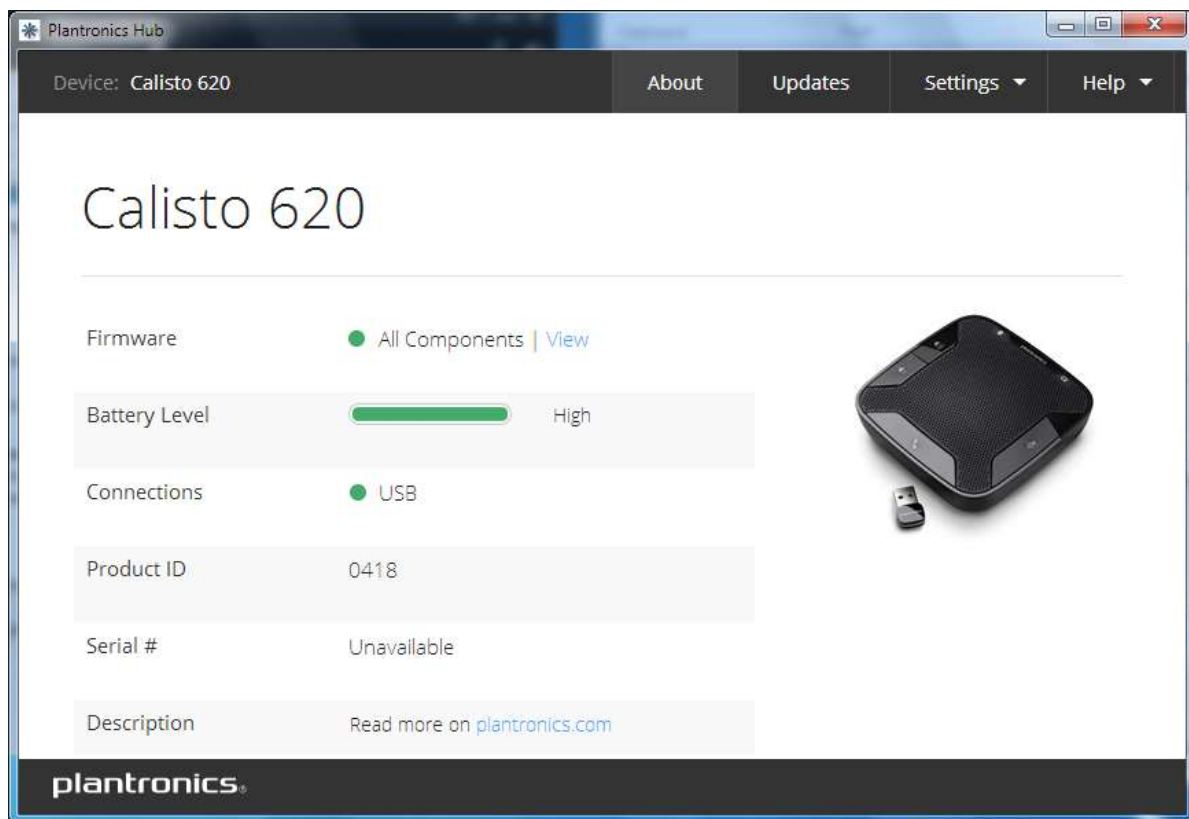 Plantronics Hub
Device: Calisto 620 About Updates Settings Help
Calisto 620
Firmware All Components | View
Battery Level High
Connections USB
Product ID 0418
Serial # Unavailable
Description Read more on plantronics.com
plantronics®